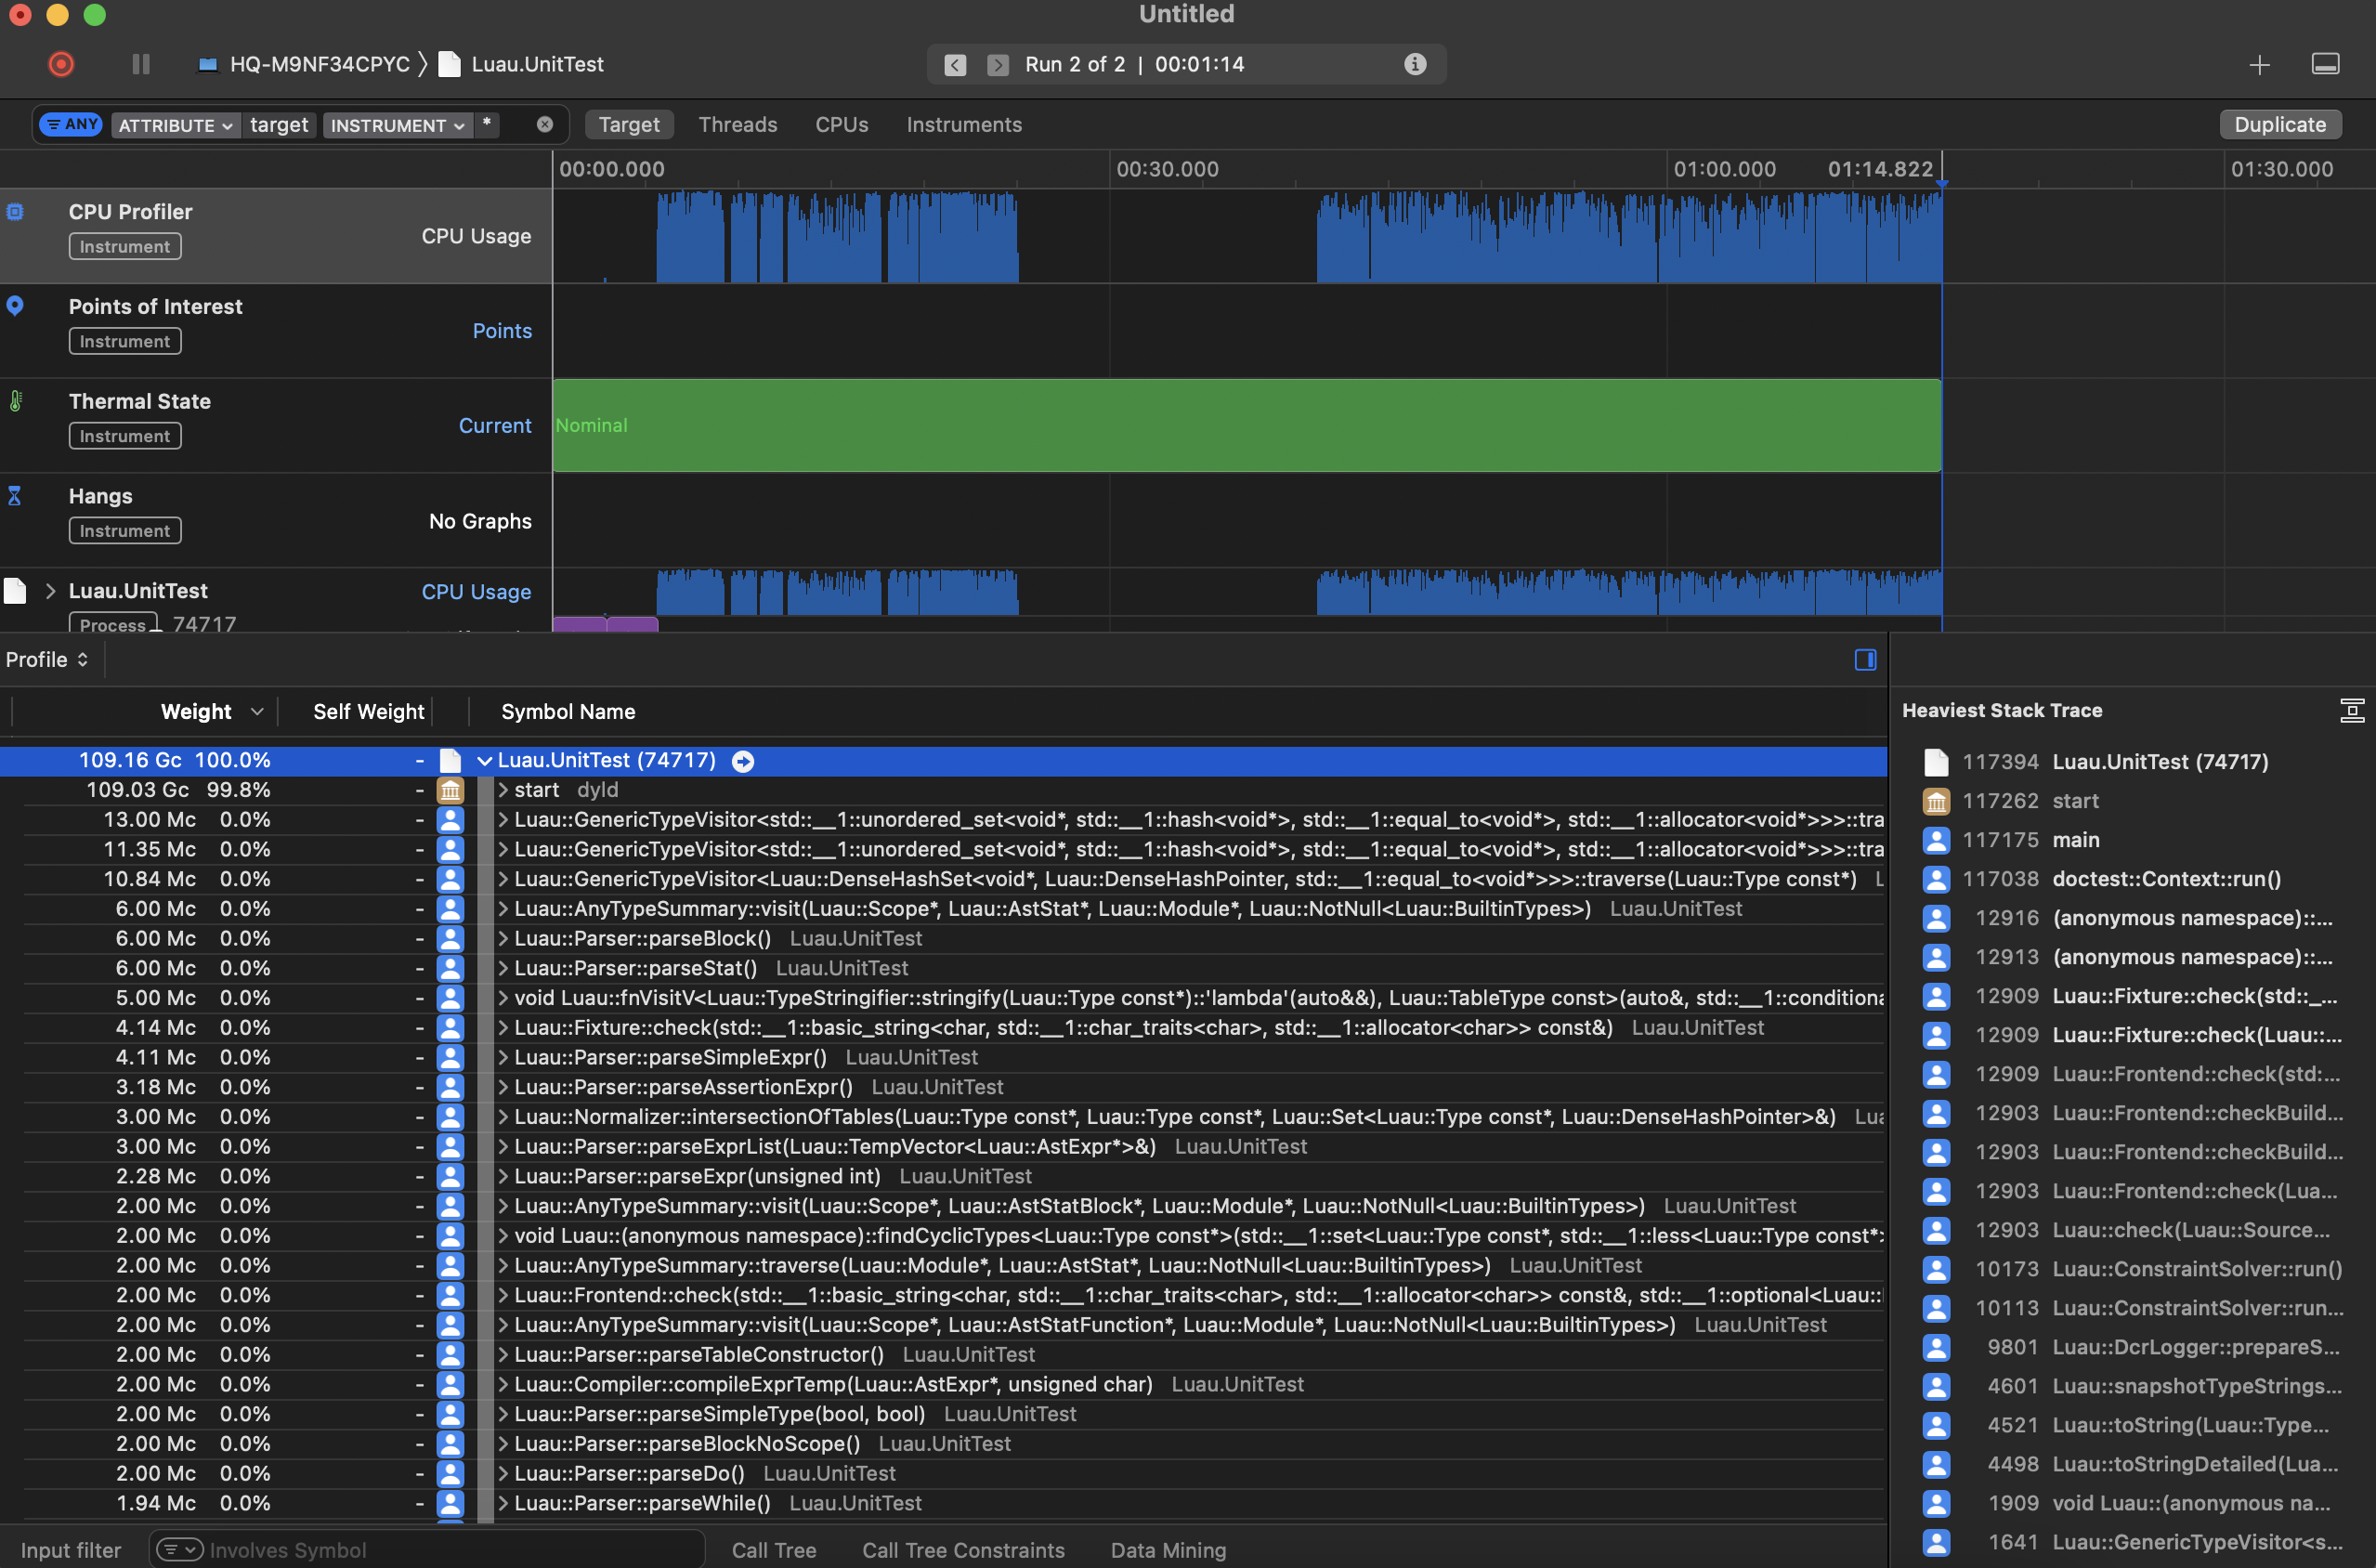 Untitled
HQ-M9NF34CPYC Luau.UnitTest
Run 2 of 2 | 00:01:14
ANY ATTRIBUTE target INSTRUMENT *
Target Threads CPUs Instruments
Duplicate
00:00.000 00:30.000 01:00.000 01:14.822 01:30.000
CPU Profiler
Instrument
CPU Usage
Points of Interest
Instrument
Points
Thermal State
Instrument
Current
Nominal
Hangs
Instrument
No Graphs
Luau.UnitTest
CPU Usage
Process 74717
Profile
Weight Self Weight Symbol Name
109.16 Gc 100.0% - Luau.UnitTest (74717)
109.03 Gc 99.8% - start dyld
13.00 Mc 0.0% - Luau::GenericTypeVisitor<std::__1::unordered_set<void*, std::__1::hash<void*>, std::__1::equal_to<void*>, std::__1::allocator<void*>>>::tra
11.35 Mc 0.0% - Luau::GenericTypeVisitor<std::__1::unordered_set<void*, std::__1::hash<void*>, std::__1::equal_to<void*>, std::__1::allocator<void*>>>::tra
10.84 Mc 0.0% - Luau::GenericTypeVisitor<Luau::DenseHashSet<void*, Luau::DenseHashPointer, std::__1::equal_to<void*>>>::traverse(Luau::Type const*) L
6.00 Mc 0.0% - Luau::AnyTypeSummary::visit(Luau::Scope*, Luau::AstStat*, Luau::Module*, Luau::NotNull<Luau::BuiltinTypes>) Luau.UnitTest
6.00 Mc 0.0% - Luau::Parser::parseBlock() Luau.UnitTest
6.00 Mc 0.0% - Luau::Parser::parseStat() Luau.UnitTest
5.00 Mc 0.0% - void Luau::fnVisitV<Luau::TypeStringifier::stringify(Luau::Type const*)::'lambda'(auto&&), Luau::TableType const>(auto&, std::__1::conditiona
4.14 Mc 0.0% - Luau::Fixture::check(std::__1::basic_string<char, std::__1::char_traits<char>, std::__1::allocator<char>> const&) Luau.UnitTest
4.11 Mc 0.0% - Luau::Parser::parseSimpleExpr() Luau.UnitTest
3.18 Mc 0.0% - Luau::Parser::parseAssertionExpr() Luau.UnitTest
3.00 Mc 0.0% - Luau::Normalizer::intersectionOfTables(Luau::Type const*, Luau::Type const*, Luau::Set<Luau::Type const*, Luau::DenseHashPointer>&) Lua
3.00 Mc 0.0% - Luau::Parser::parseExprList(Luau::TempVector<Luau::AstExpr*>&) Luau.UnitTest
2.28 Mc 0.0% - Luau::Parser::parseExpr(unsigned int) Luau.UnitTest
2.00 Mc 0.0% - Luau::AnyTypeSummary::visit(Luau::Scope*, Luau::AstStatBlock*, Luau::Module*, Luau::NotNull<Luau::BuiltinTypes>) Luau.UnitTest
2.00 Mc 0.0% - void Luau::(anonymous namespace)::findCyclicTypes<Luau::Type const*>(std::__1::set<Luau::Type const*, std::__1::less<Luau::Type const*>
2.00 Mc 0.0% - Luau::AnyTypeSummary::traverse(Luau::Module*, Luau::AstStat*, Luau::NotNull<Luau::BuiltinTypes>) Luau.UnitTest
2.00 Mc 0.0% - Luau::Frontend::check(std::__1::basic_string<char, std::__1::char_traits<char>, std::__1::allocator<char>> const&, std::__1::optional<Luau::
2.00 Mc 0.0% - Luau::AnyTypeSummary::visit(Luau::Scope*, Luau::AstStatFunction*, Luau::Module*, Luau::NotNull<Luau::BuiltinTypes>) Luau.UnitTest
2.00 Mc 0.0% - Luau::Parser::parseTableConstructor() Luau.UnitTest
2.00 Mc 0.0% - Luau::Compiler::compileExprTemp(Luau::AstExpr*, unsigned char) Luau.UnitTest
2.00 Mc 0.0% - Luau::Parser::parseSimpleType(bool, bool) Luau.UnitTest
2.00 Mc 0.0% - Luau::Parser::parseBlockNoScope() Luau.UnitTest
2.00 Mc 0.0% - Luau::Parser::parseDo() Luau.UnitTest
1.94 Mc 0.0% - Luau::Parser::parseWhile() Luau.UnitTest
Input filter Involves Symbol Call Tree Call Tree Constraints Data Mining
Heaviest Stack Trace
117394 Luau.UnitTest (74717)
117262 start
117175 main
117038 doctest::Context::run()
12916 (anonymous namespace)::...
12913 (anonymous namespace)::...
12909 Luau::Fixture::check(std::_...
12909 Luau::Fixture::check(Luau::...
12909 Luau::Frontend::check(std:...
12903 Luau::Frontend::checkBuild...
12903 Luau::Frontend::checkBuild...
12903 Luau::Frontend::check(Lua...
12903 Luau::check(Luau::Source...
10173 Luau::ConstraintSolver::run()
10113 Luau::ConstraintSolver::run...
9801 Luau::DcrLogger::prepareS...
4601 Luau::snapshotTypeStrings...
4521 Luau::toString(Luau::Type...
4498 Luau::toStringDetailed(Lua...
1909 void Luau::(anonymous na...
1641 Luau::GenericTypeVisitor<s...